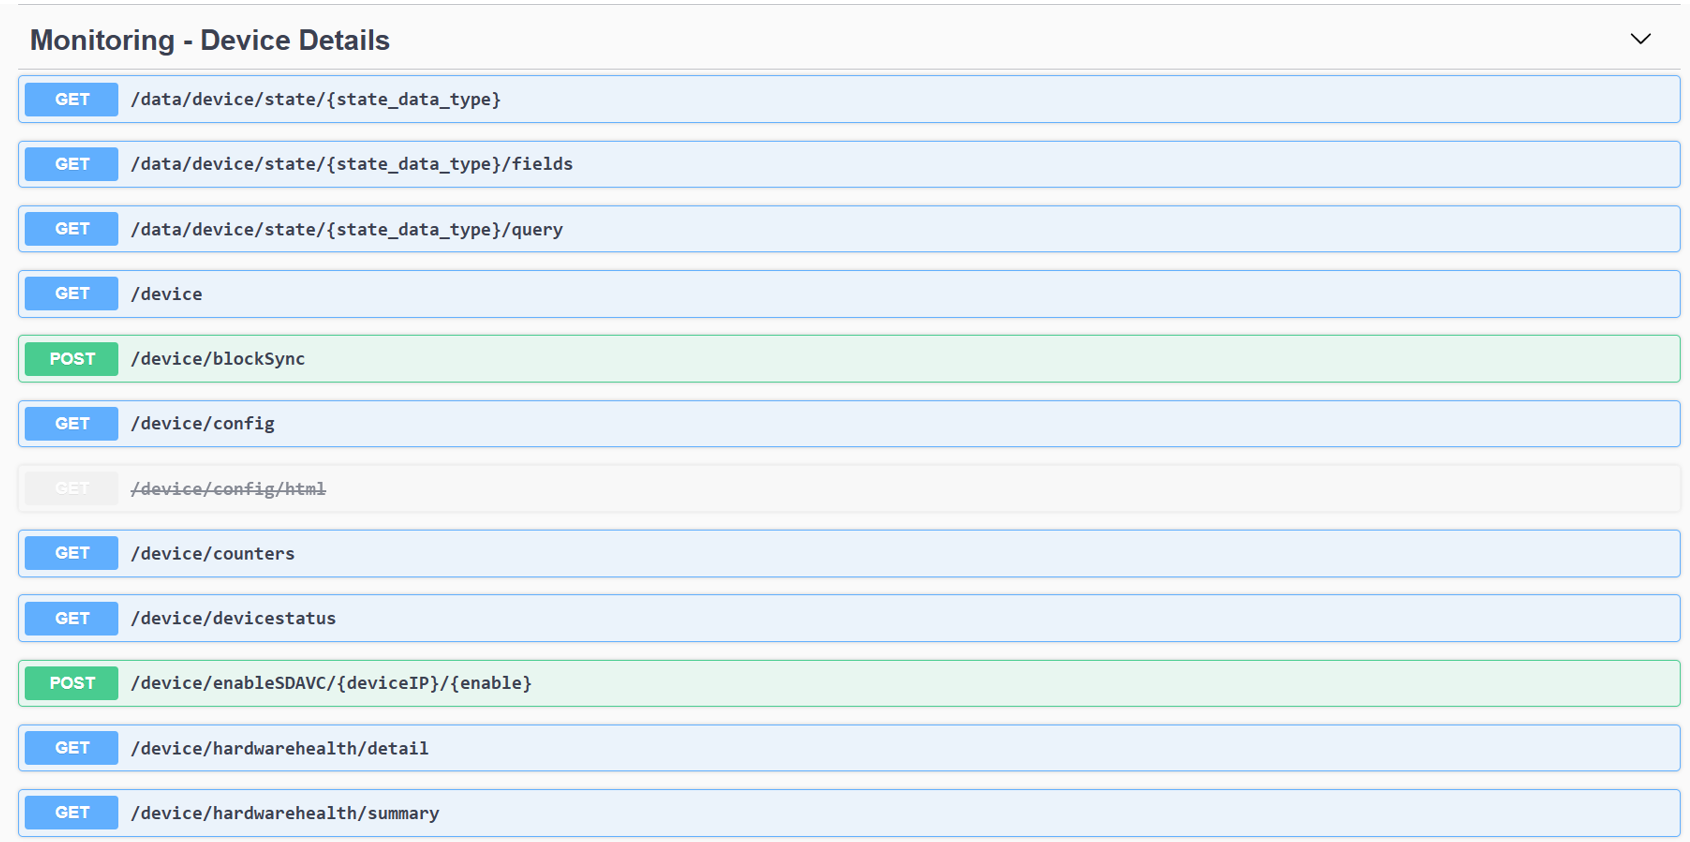 Monitoring - Device Details
GET /data/device/state/{state_data_type}
GET /data/device/state/{state_data_type}/fields
GET /data/device/state/{state_data_type}/query
GET /device
POST /device/blockSync
GET /device/config
GET /device/config/html
GET /device/counters
GET /device/devicestatus
POST /device/enableSDAVC/{deviceIP}/{enable}
GET /device/hardwarehealth/detail
GET /device/hardwarehealth/summary